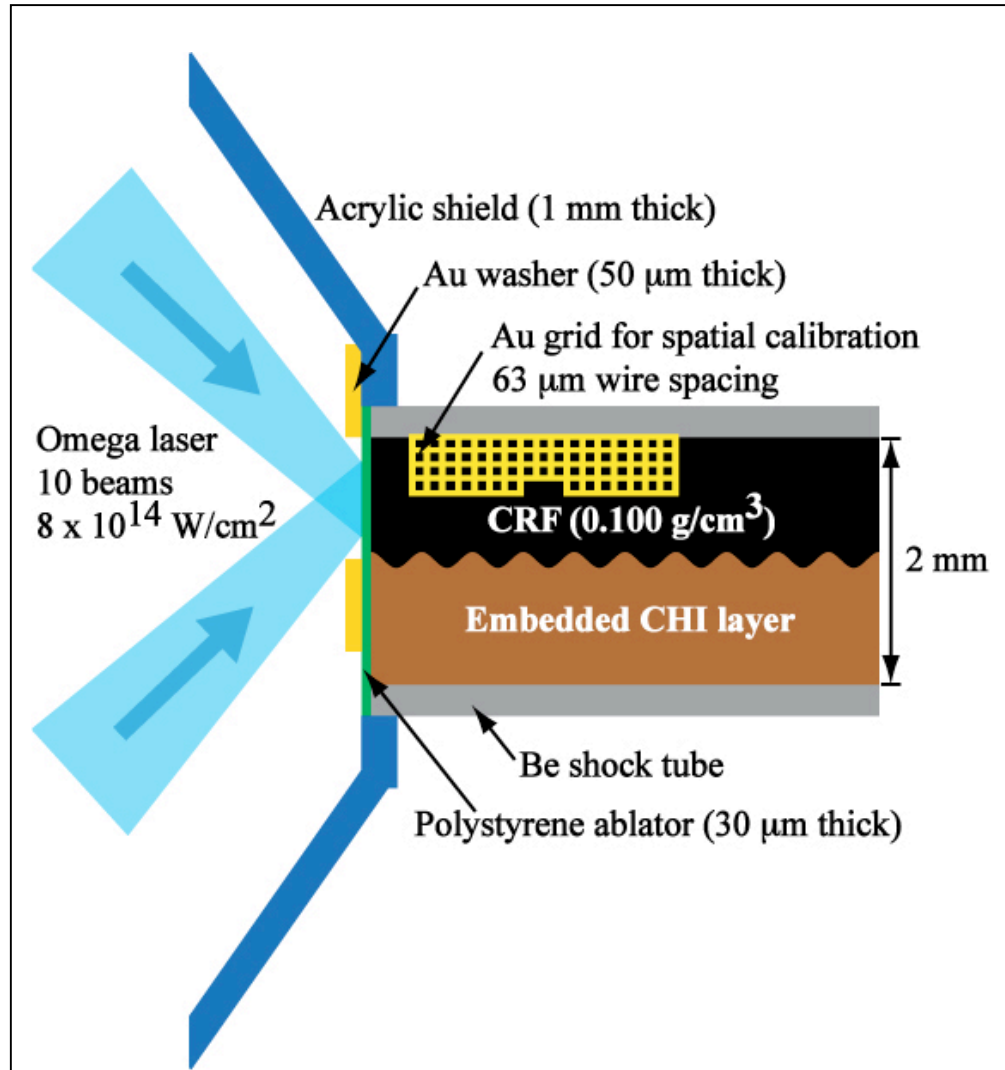 Acrylic shield (1 mm thick)
Au washer (50 μm thick)
Au grid for spatial calibration
63 μm wire spacing
Omega laser
10 beams
8 x 10¹⁴ W/cm²
CRF (0.100 g/cm³)
2 mm
Embedded CHI layer
Be shock tube
Polystyrene ablator (30 μm thick)